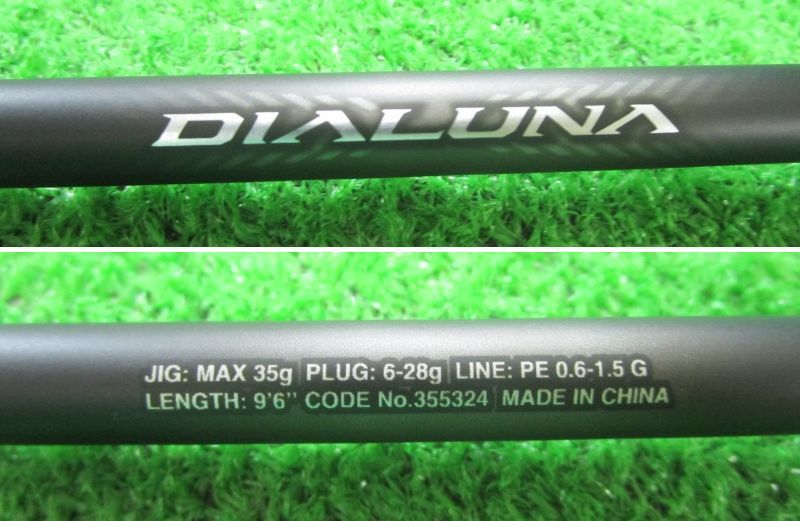 DIALUNA
JIG: MAX 35g PLUG: 6-28g LINE: PE 0.6-1.5 G
LENGTH: 9'6'' CODE No.355324 MADE IN CHINA